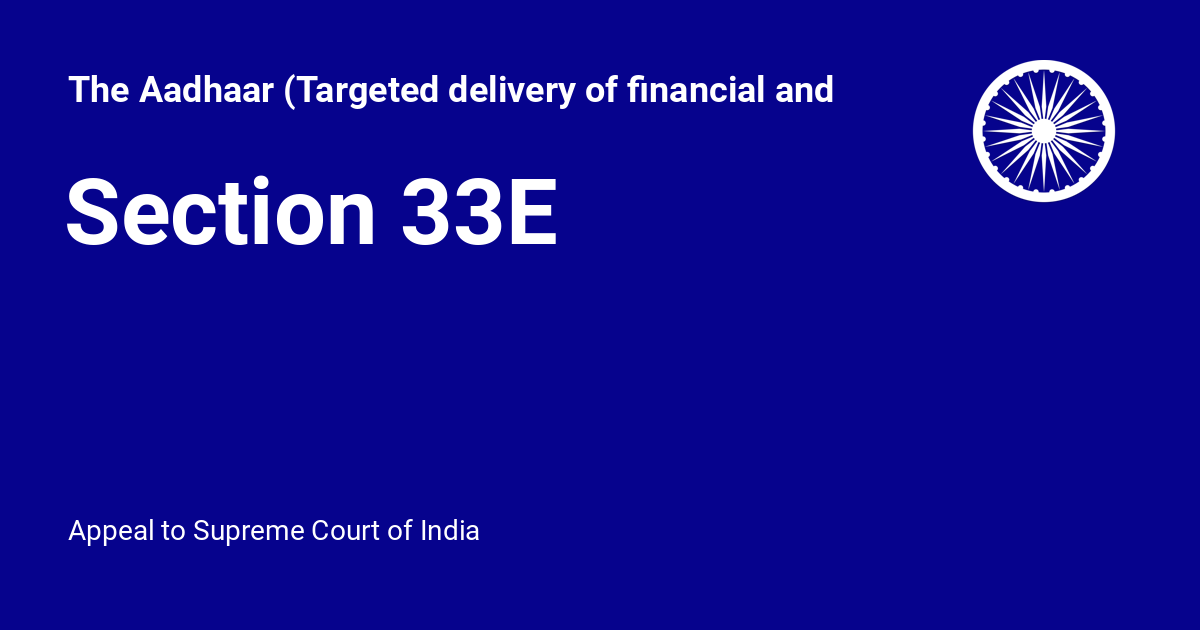 The Aadhaar (Targeted delivery of financial and
Section 33E
Appeal to Supreme Court of India